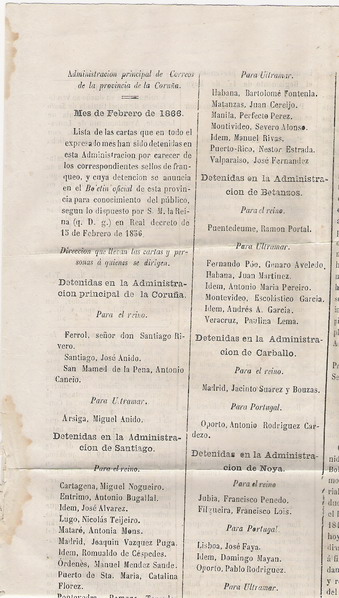 Administracion principal de Correos
de la provincia de la Coruña.
Mes de Febrero de 1866.
Lista de las cartas que en todo el
expresado mes han sido detenidas en
esta Administracion por carecer de
los correspondientes sellos de fran-
queo, y cuya detencion se anuncia
en el Boletin oficial de esta provin-
cia para conocimiento del público,
segun lo dispuesto por S. M. la Rei-
na (q. D. g.) en Real decreto de
15 de Febrero de 1856
Direccion que llevan las cartas y per-
sonas á quienes se dirigen.
Detenidas en la Administra-
cion principal de la Coruña.
Para el reino.
Ferrol, señor don Santiago Ri-
vero.
Santiago, José Anido.
San Mamed de la Pena, Antonio
Cancio.
Para Ultramar.
Arsiga, Miguel Anido.
Detenidas en la Administra-
cion de Santiago.
Para el reino.
Cartagena, Miguel Nogueiro.
Entrimo, Antonio Bugallal.
Idem, José Alvarez.
Lugo, Nicolás Teijeiro.
Mataró, Antonia Mons.
Madrid, Joaquin Vazquez Puga.
Idem, Romualdo de Céspedes.
Ordenes, Manuel Mendez Sande.
Puerto de Sta. Maria, Catalina
Florez.
Para Ultramar.
Habana, Bartolomé Fontenla.
Matanzas, Juan Cereijo.
Manila, Perfecto Perez.
Montivideo, Severo Alonso.
Idem, Manuel Rivas.
Puerto-Rico, Nestor Estrada.
Valparaiso, José Fernandez
Detenidas en la Administra-
cion de Betanzos.
Para el reino.
Puentedeume, Ramon Portal.
Para Ultramar.
Fernando Póo, Genaro Aveledo,
Habana, Juan Martinez.
Idem, Antonio Maria Pereiro.
Montevideo, Escolástico Garcia,
Idem, Andrés A. Garcia.
Veracruz, Paulina Lema.
Detenidas en la Administra-
cion de Carballo.
Para el reino.
Madrid, Jacinto Suarez y Bouzas.
Para Portugal.
Oporto, Antonio Rodriguez Car-
dezo.
Detenidas en la Administra-
cion de Noya.
Para el reino
Jubia, Francisco Penedo.
Filgueira, Francisco Lois.
Para Portugal.
Lisboa, José Faya.
Idem, Domingo Mayan.
Oporto, Pablo Rodriguez.
Para Ultramar.